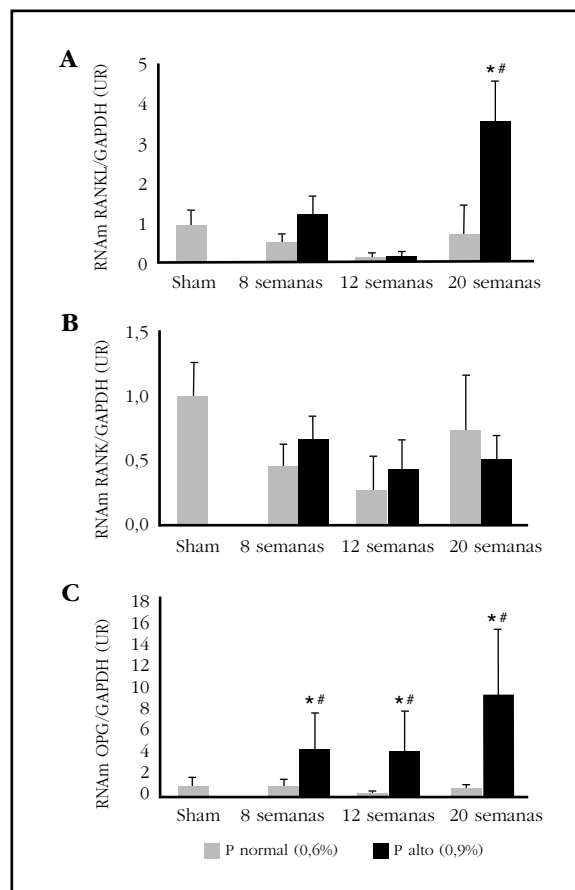 A
RNAm RANKL/GAPDH (UR)
5
4
3
2
1
0
* #
Sham 8 semanas 12 semanas 20 semanas
B
RNAm RANK/GAPDH (UR)
1,5
1,0
0,5
0,0
Sham 8 semanas 12 semanas 20 semanas
C
RNAm OPG/GAPDH (UR)
18
16
14
12
10
8
6
4
2
0
* #
* #
* #
Sham 8 semanas 12 semanas 20 semanas
P normal (0,6%) P alto (0,9%)